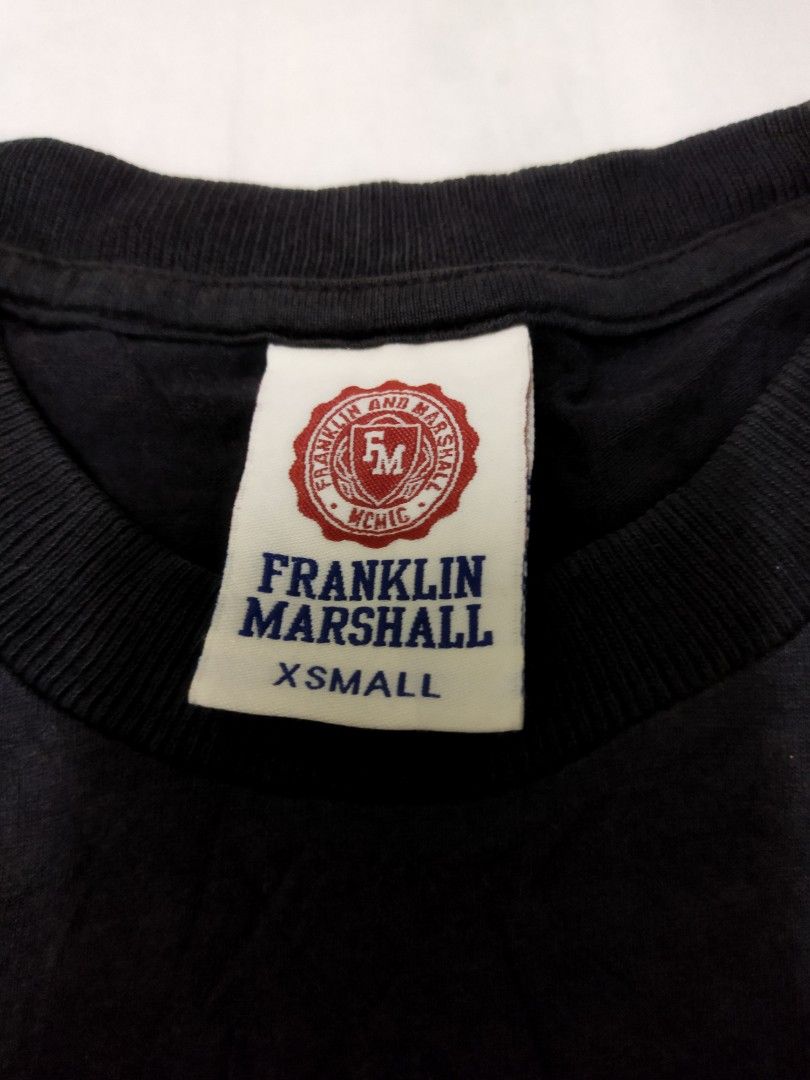 FRANKLIN AND MARSHALL
FM
• MCMIC •
FRANKLIN
MARSHALL
XSMALL